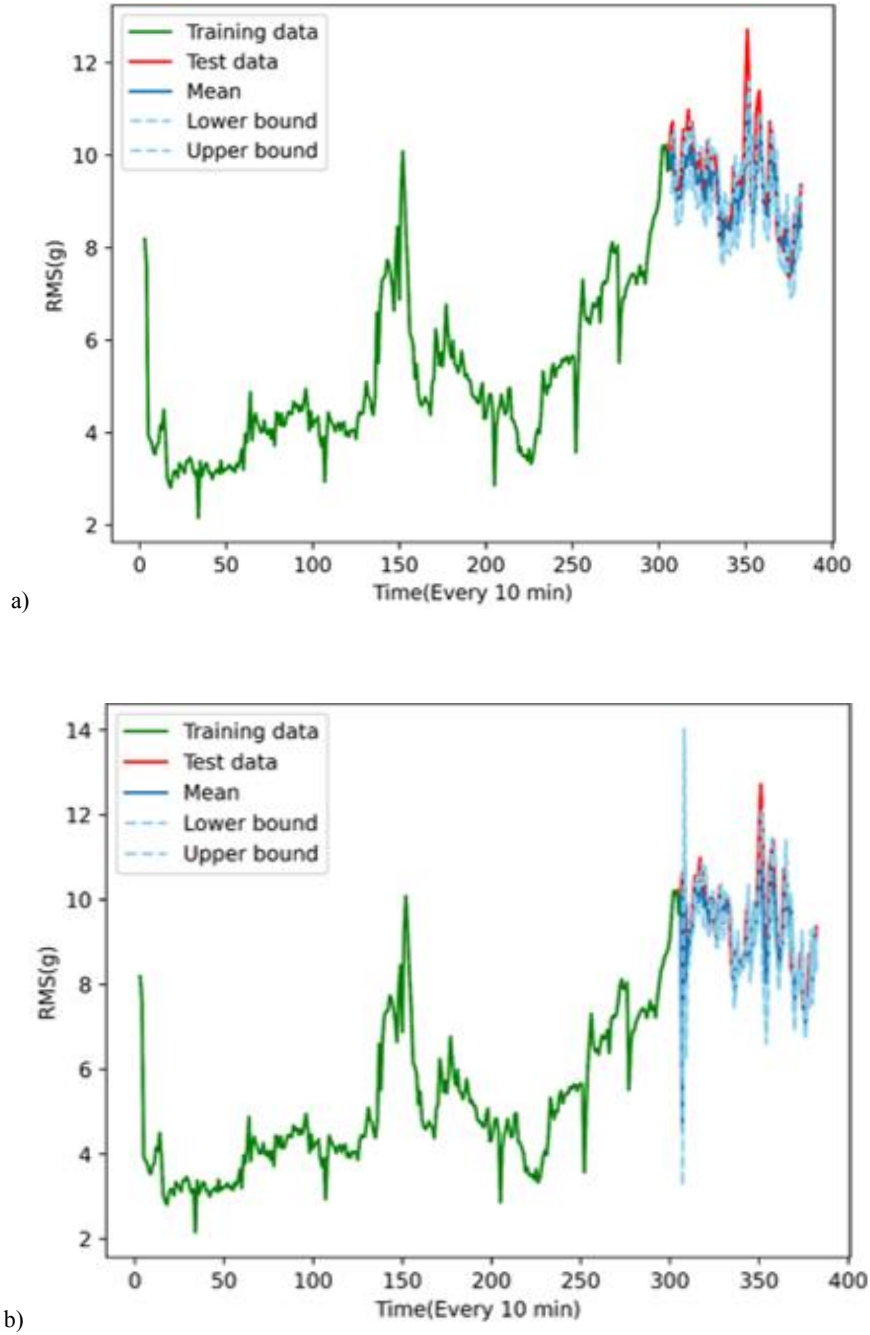 Training data
Test data
Mean
Lower bound
Upper bound
12
10
8
6
4
2
RMS(g)
0 50 100 150 200 250 300 350 400
Time(Every 10 min)
a)
Training data
Test data
Mean
Lower bound
Upper bound
14
12
10
8
6
4
2
RMS(g)
0 50 100 150 200 250 300 350 400
Time(Every 10 min)
b)